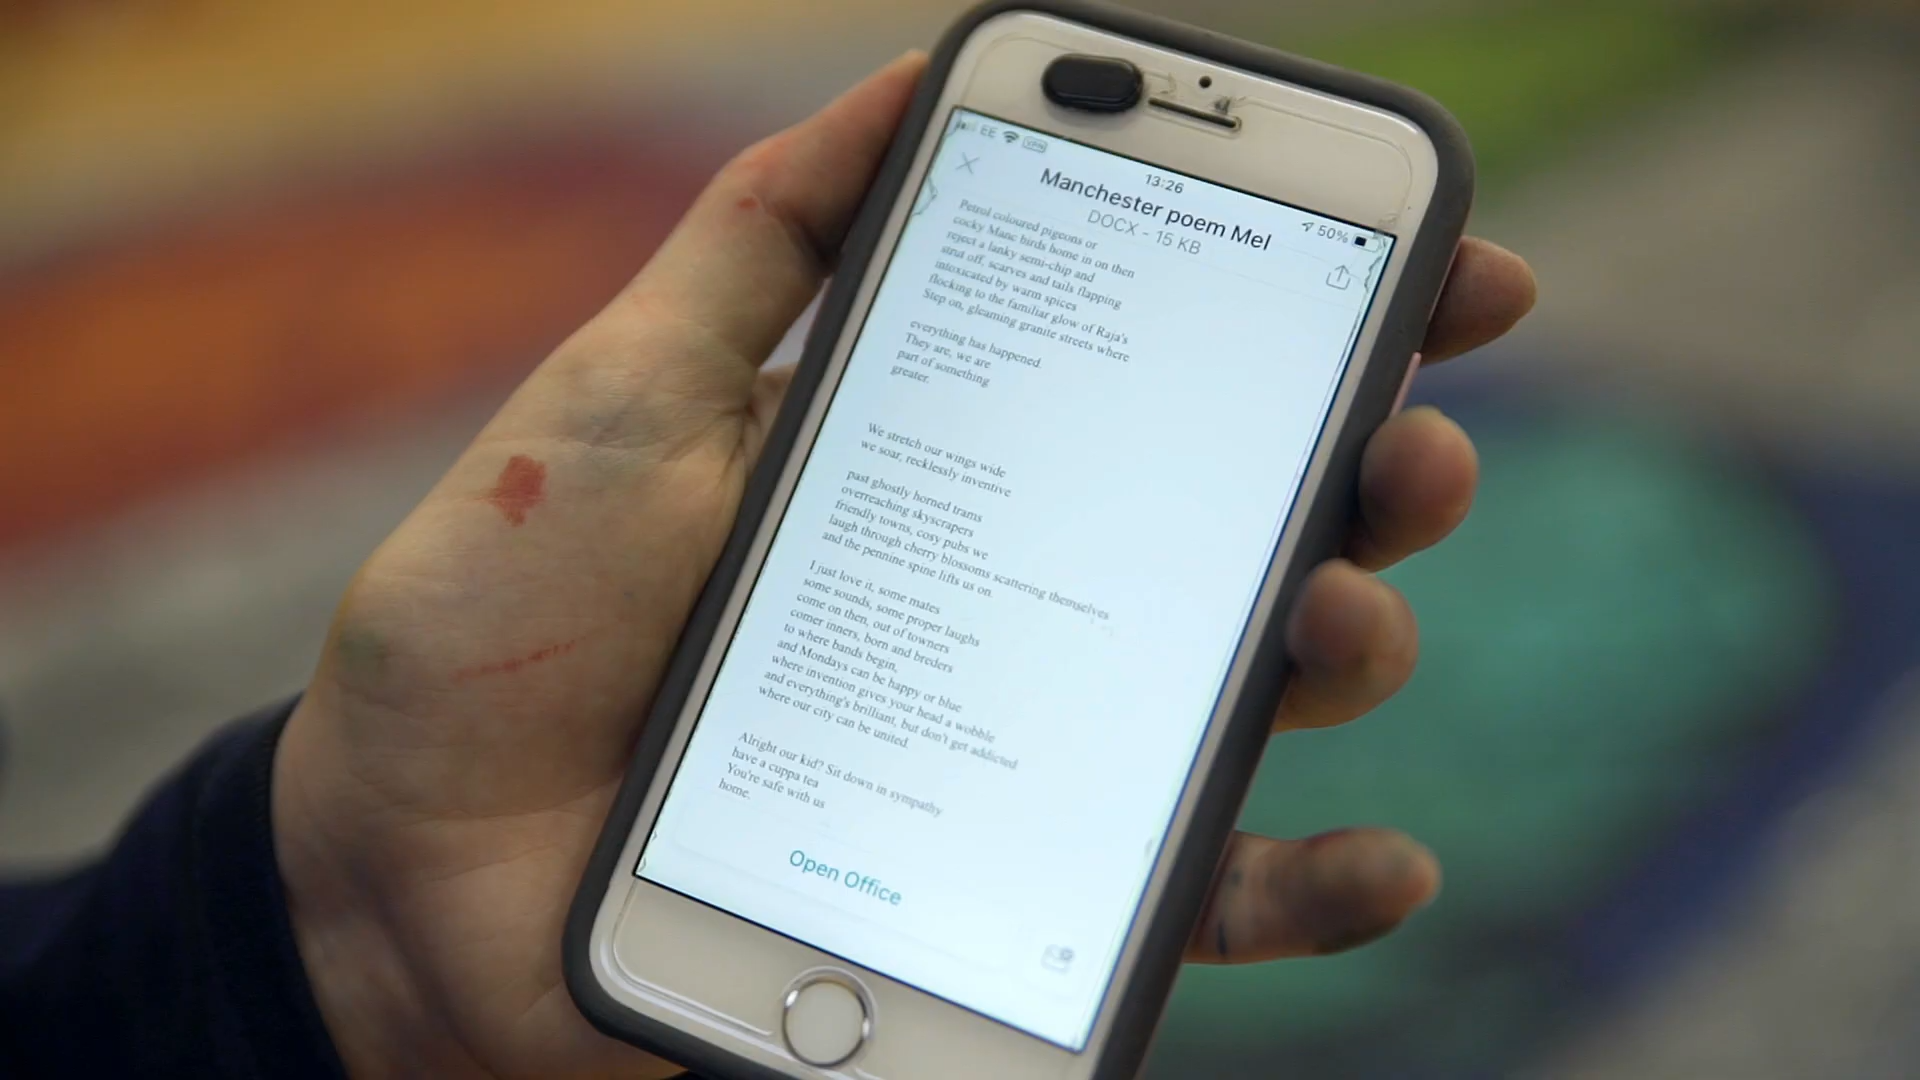 EE VPN
13:26
50%
Manchester poem Mel
DOCX - 15 KB
Petrol coloured pigeons or
cocky Manc birds home in on then
reject a lanky semi-chip and
strut off, scarves and tails flapping
intoxicated by warm spices
flocking to the familiar glow of Raja's
Step on, gleaming granite streets where
everything has happened.
They are, we are
part of something
greater.
We stretch our wings wide
we soar, recklessly inventive
past ghostly horned trams
overreaching skyscrapers
friendly towns, cosy pubs we
laugh through cherry blossoms scattering themselves
and the pennine spine lifts us on.
I just love it, some mates
some sounds, some proper laughs
come on then, out of towners
comer inners, born and breders
to where bands begin,
and Mondays can be happy or blue
where invention gives your head a wobble
and everything's brilliant, but don't get addicted
where our city can be united.
Alright our kid? Sit down in sympathy
have a cuppa tea
You're safe with us
home.
Open Office